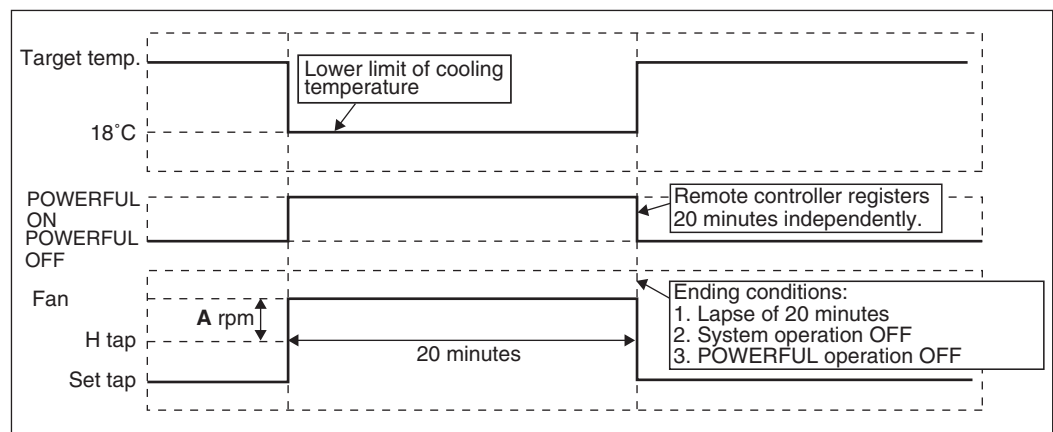 Target temp.
Lower limit of cooling
temperature
18˚C
POWERFUL
ON
POWERFUL
OFF
Remote controller registers
20 minutes independently.
Fan
A rpm
H tap
20 minutes
Set tap
Ending conditions:
1. Lapse of 20 minutes
2. System operation OFF
3. POWERFUL operation OFF